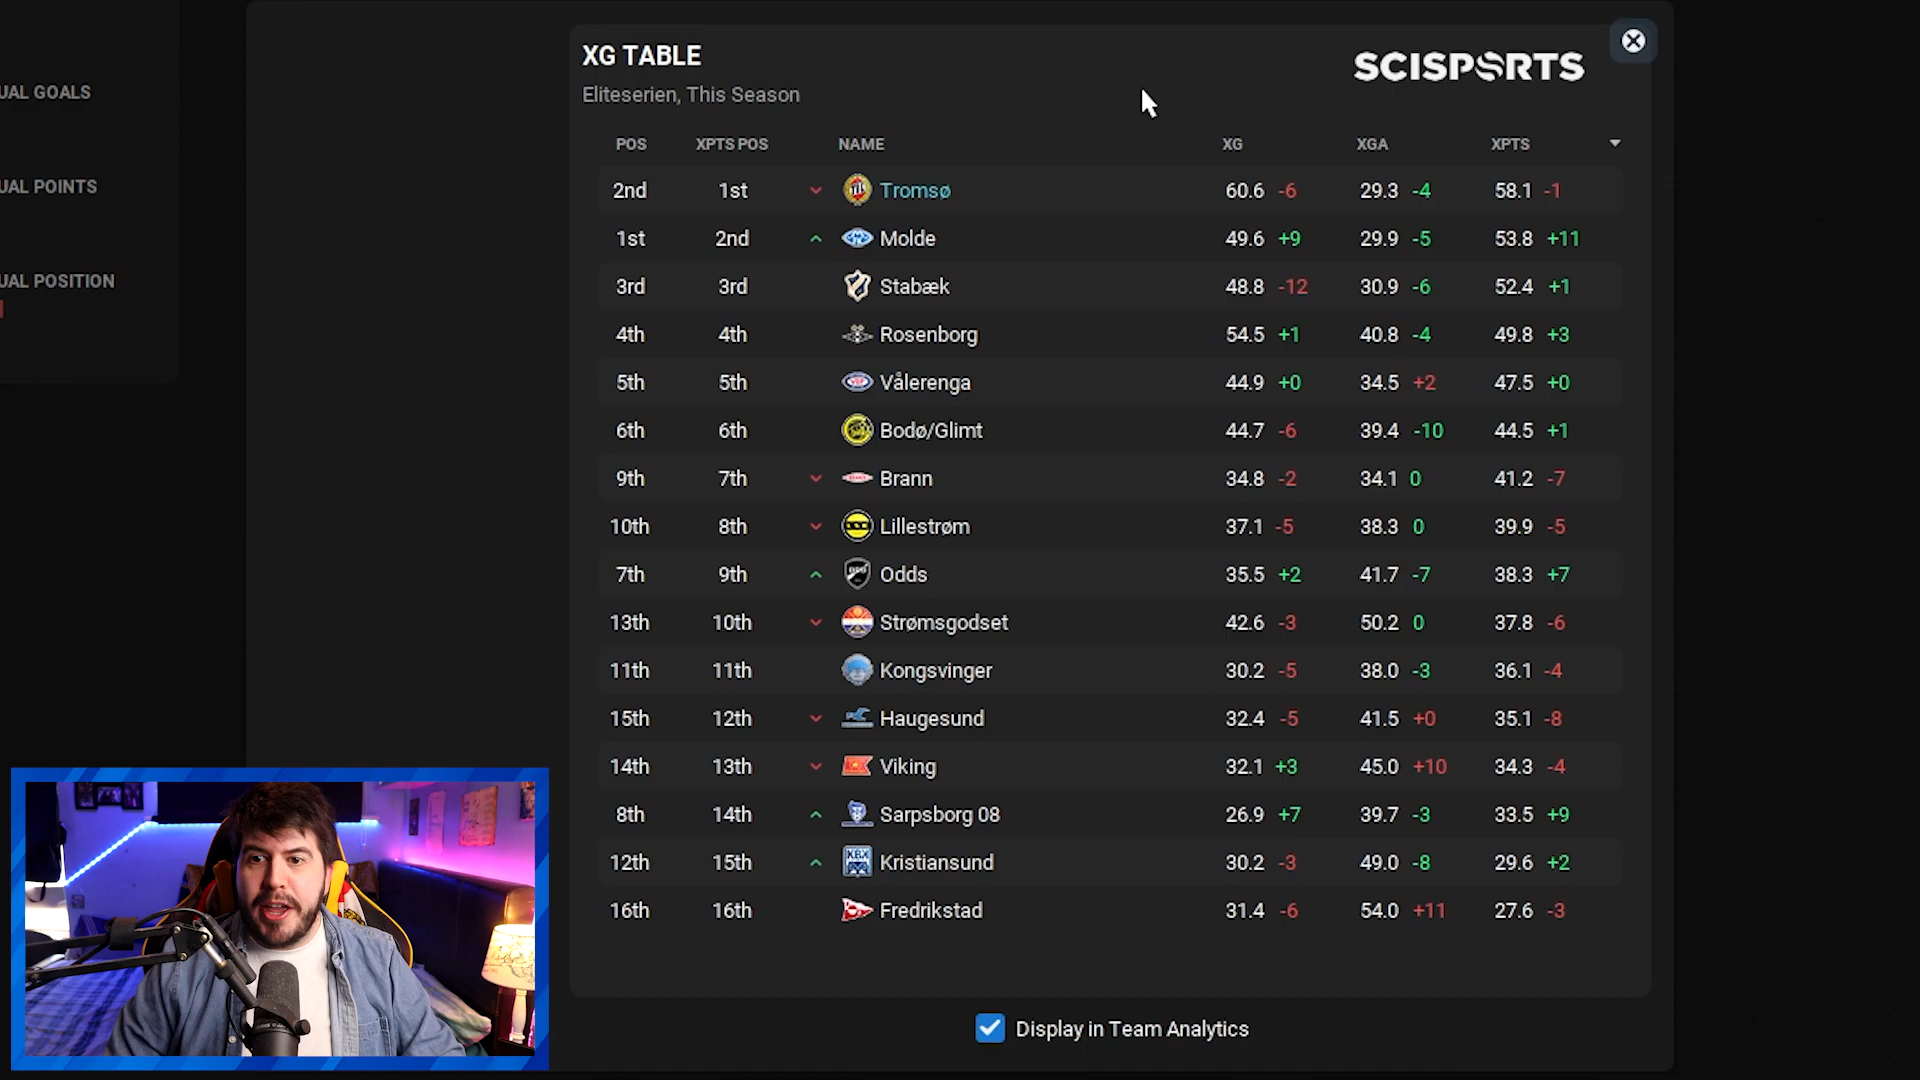 XG TABLE
SCISPORTS
Eliteserien, This Season
UAL GOALS
UAL POINTS
UAL POSITION
POS XPTS POS NAME XG XGA XPTS
2nd 1st Tromsø 60.6 -6 29.3 -4 58.1 -1
1st 2nd Molde 49.6 +9 29.9 -5 53.8 +11
3rd 3rd Stabæk 48.8 -12 30.9 -6 52.4 +1
4th 4th Rosenborg 54.5 +1 40.8 -4 49.8 +3
5th 5th Vålerenga 44.9 +0 34.5 +2 47.5 +0
6th 6th Bodø/Glimt 44.7 -6 39.4 -10 44.5 +1
9th 7th Brann 34.8 -2 34.1 0 41.2 -7
10th 8th Lillestrøm 37.1 -5 38.3 0 39.9 -5
7th 9th Odds 35.5 +2 41.7 -7 38.3 +7
13th 10th Strømsgodset 42.6 -3 50.2 0 37.8 -6
11th 11th Kongsvinger 30.2 -5 38.0 -3 36.1 -4
15th 12th Haugesund 32.4 -5 41.5 +0 35.1 -8
14th 13th Viking 32.1 +3 45.0 +10 34.3 -4
8th 14th Sarpsborg 08 26.9 +7 39.7 -3 33.5 +9
12th 15th Kristiansund 30.2 -3 49.0 -8 29.6 +2
16th 16th Fredrikstad 31.4 -6 54.0 +11 27.6 -3
Display in Team Analytics